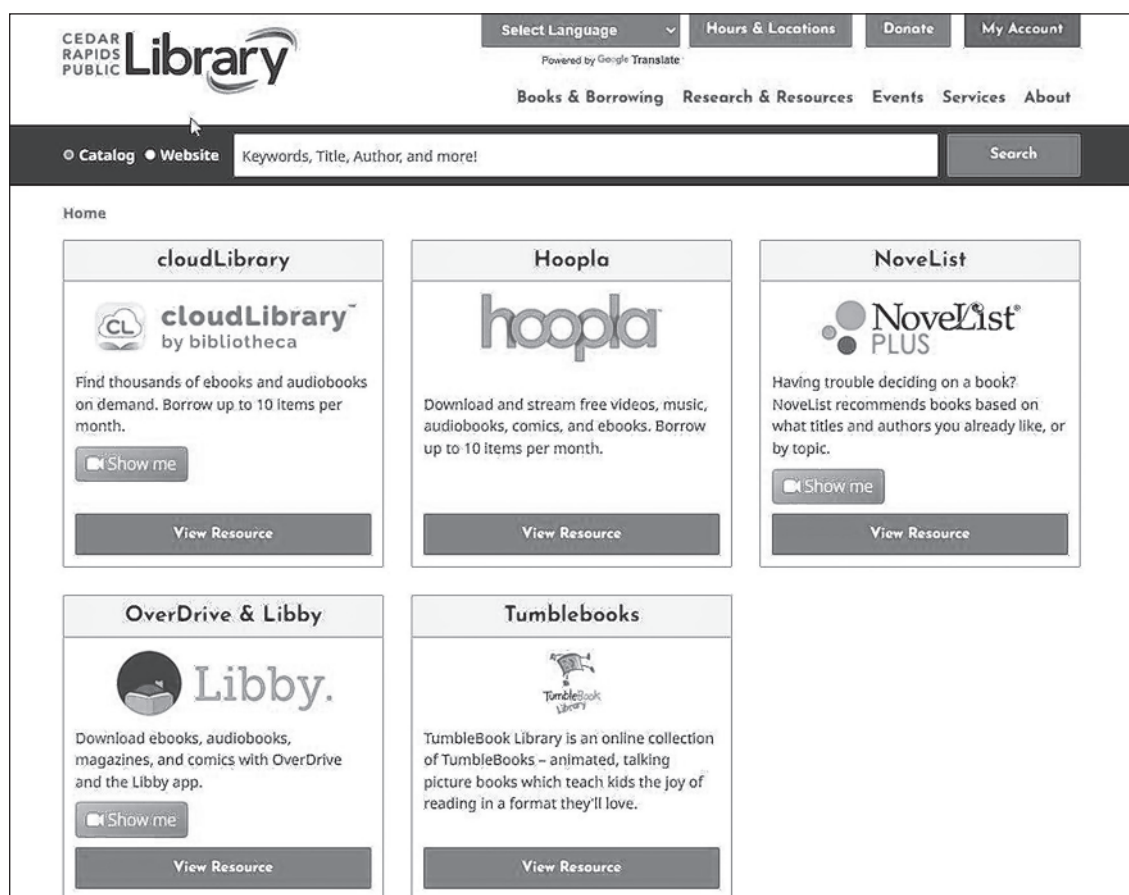 CEDAR
RAPIDS
PUBLIC
Library
Select Language
Hours & Locations
Donate
My Account
Powered by Google Translate
Books & Borrowing
Research & Resources
Events
Services
About
Catalog
Website
Keywords, Title, Author, and more!
Search
Home
cloudLibrary
CL
cloudLibrary™
by bibliotheca
Find thousands of ebooks and audiobooks
on demand. Borrow up to 10 items per
month.
Show me
View Resource
Hoopla
hoopla
Download and stream free videos, music,
audiobooks, comics, and ebooks. Borrow
up to 10 items per month.
View Resource
NoveList
NoveList®
PLUS
Having trouble deciding on a book?
NoveList recommends books based on
what titles and authors you already like, or
by topic.
Show me
View Resource
OverDrive & Libby
Libby.
Download ebooks, audiobooks,
magazines, and comics with OverDrive
and the Libby app.
Show me
View Resource
Tumblebooks
TumbleBook
Library
TumbleBook Library is an online collection
of TumbleBooks – animated, talking
picture books which teach kids the joy of
reading in a format they'll love.
View Resource